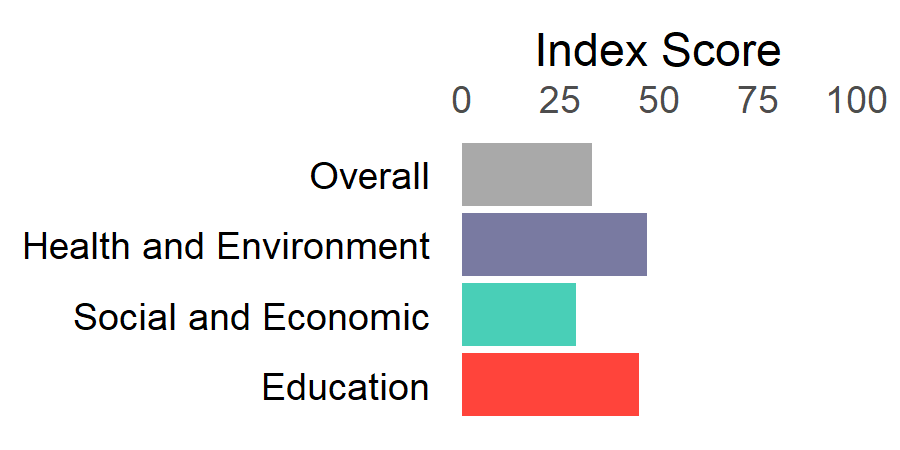 Index Score
0 25 50 75 100
Overall
Health and Environment
Social and Economic
Education